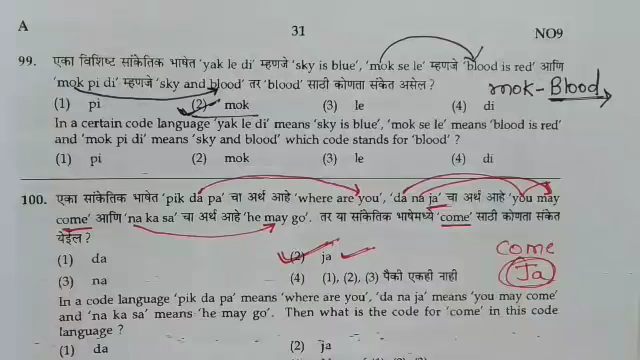 A 31 NO9
99. एका विशिष्ट सांकेतिक भाषेत 'yak le di' म्हणजे 'sky is blue', 'mok se le' म्हणजे 'blood is red' आणि
'mok pi di' म्हणजे 'sky and blood' तर 'blood' साठी कोणता संकेत असेल ?
mok - Blood
(1) pi (2) mok (3) le (4) di
In a certain code language 'yak le di' means 'sky is blue', 'mok se le' means 'blood is red'
and 'mok pi di' means 'sky and blood' which code stands for 'blood' ?
(1) pi (2) mok (3) le (4) di
100. एका सांकेतिक भाषेत 'pik da pa' चा अर्थ आहे 'where are you', 'da na ja' चा अर्थ आहे 'you may
come' आणि 'na ka sa' चा अर्थ आहे 'he may go'. तर या सांकेतिक भाषेमध्ये 'come' साठी कोणता संकेत
येईल ?
(1) da (2) ja
come
Ja
(3) na (4) (1), (2), (3) पैकी एकही नाही
In a code language 'pik da pa' means 'where are you', 'da na ja' means 'you may come'
and 'na ka sa' means 'he may go'. Then what is the code for 'come' in this code
language ?
(1) da (2) ja